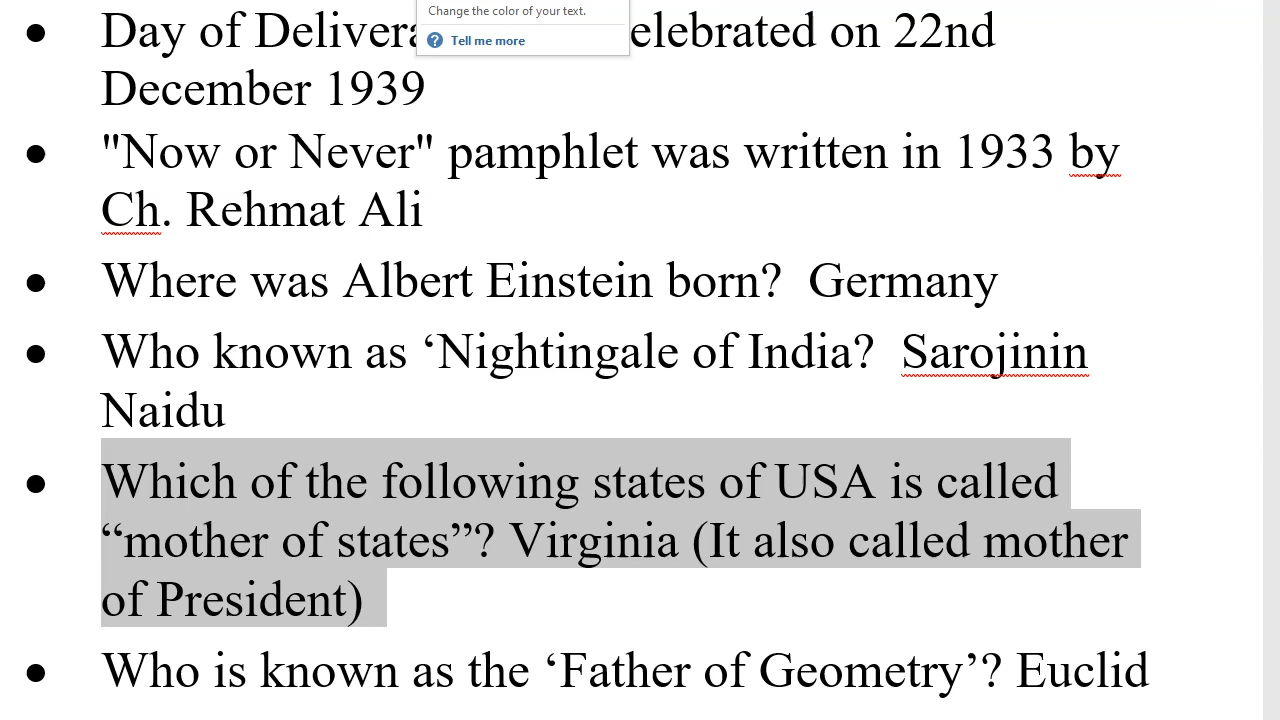 Change the color of your text.
Tell me more
Day of Delivera elebrated on 22nd
December 1939
"Now or Never" pamphlet was written in 1933 by
Ch. Rehmat Ali
Where was Albert Einstein born?  Germany
Who known as ‘Nightingale of India?  Sarojinin
Naidu
Which of the following states of USA is called
“mother of states”? Virginia (It also called mother
of President)
Who is known as the ‘Father of Geometry’? Euclid